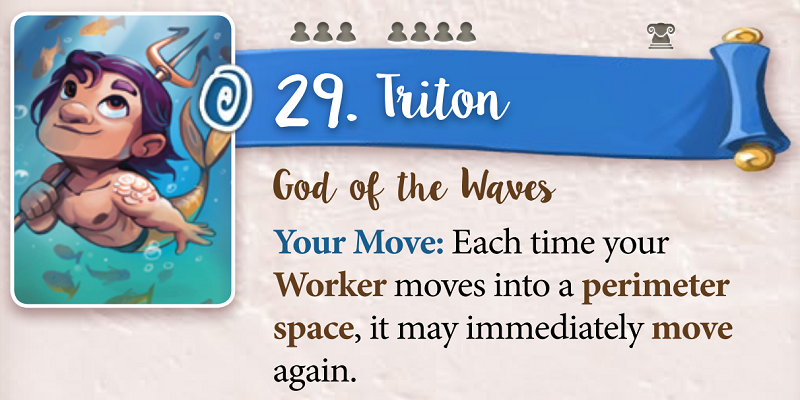 29. Triton
God of the Waves
Your Move: Each time your
Worker moves into a perimeter
space, it may immediately move
again.